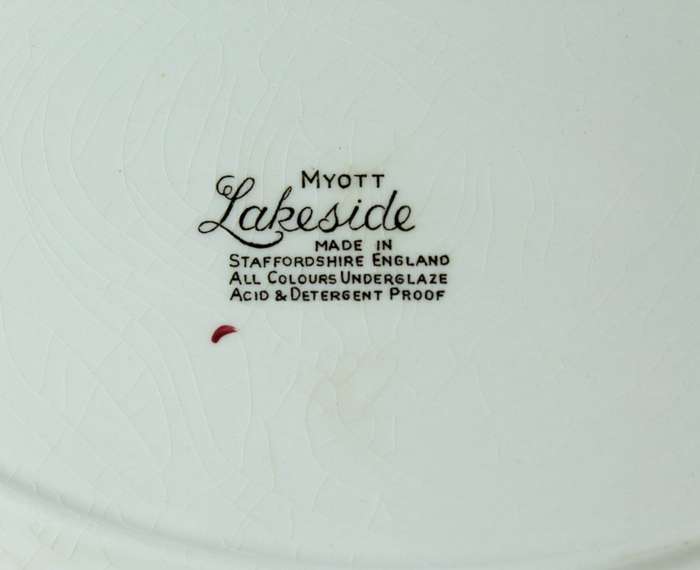 MYOTT
Lakeside
MADE IN
STAFFORDSHIRE ENGLAND
ALL COLOURS UNDERGLAZE
ACID & DETERGENT PROOF